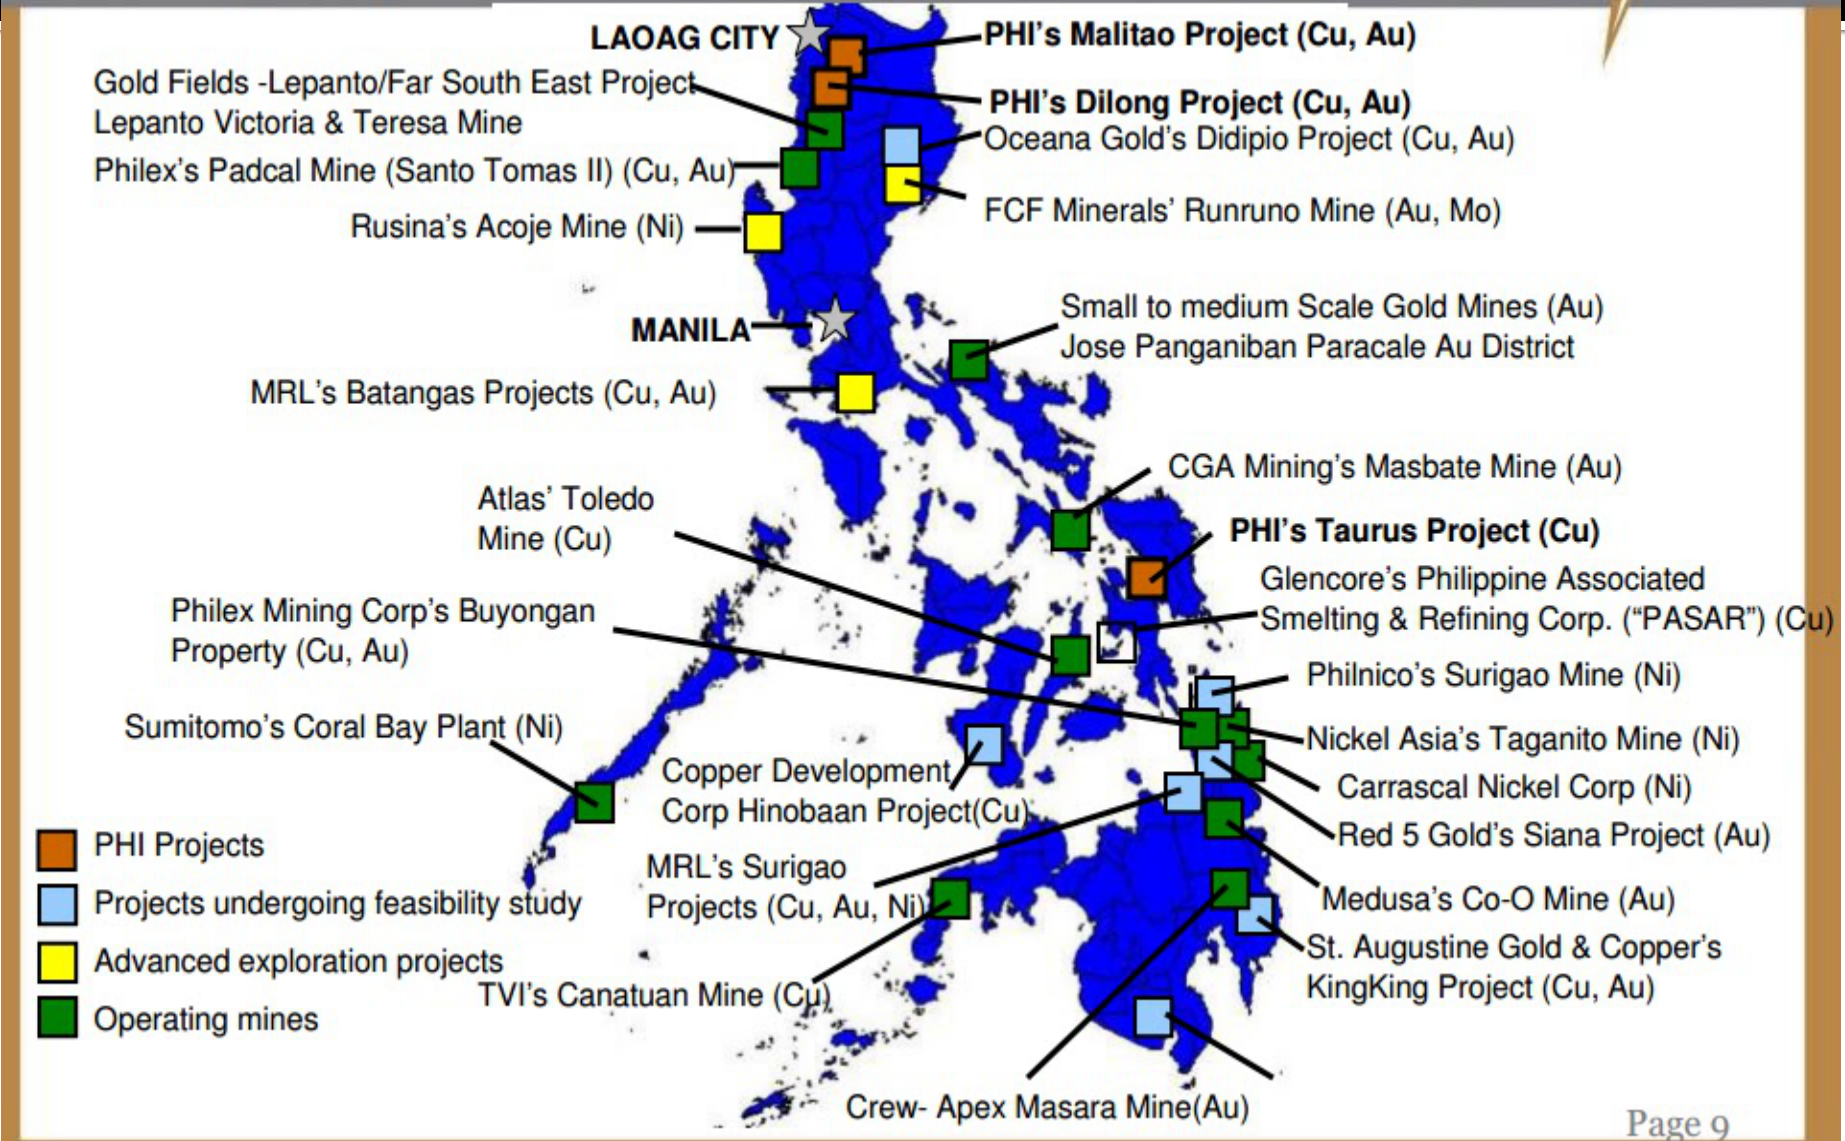 LAOAG CITY
PHI's Malitao Project (Cu, Au)
Gold Fields -Lepanto/Far South East Project
Lepanto Victoria & Teresa Mine
PHI's Dilong Project (Cu, Au)
Oceana Gold's Didipio Project (Cu, Au)
Philex's Padcal Mine (Santo Tomas II) (Cu, Au)
FCF Minerals' Runruno Mine (Au, Mo)
Rusina's Acoje Mine (Ni)
Small to medium Scale Gold Mines (Au)
Jose Panganiban Paracale Au District
MANILA
MRL's Batangas Projects (Cu, Au)
CGA Mining's Masbate Mine (Au)
Atlas' Toledo
Mine (Cu)
PHI's Taurus Project (Cu)
Glencore's Philippine Associated
Smelting & Refining Corp. ("PASAR") (Cu)
Philex Mining Corp's Buyongan
Property (Cu, Au)
Philnico's Surigao Mine (Ni)
Sumitomo's Coral Bay Plant (Ni)
Nickel Asia's Taganito Mine (Ni)
Copper Development
Corp Hinobaan Project(Cu)
Carrascal Nickel Corp (Ni)
Red 5 Gold's Siana Project (Au)
MRL's Surigao
Projects (Cu, Au, Ni)
Medusa's Co-O Mine (Au)
St. Augustine Gold & Copper's
KingKing Project (Cu, Au)
TVI's Canatuan Mine (Cu)
Crew- Apex Masara Mine(Au)
PHI Projects
Projects undergoing feasibility study
Advanced exploration projects
Operating mines
Page 9